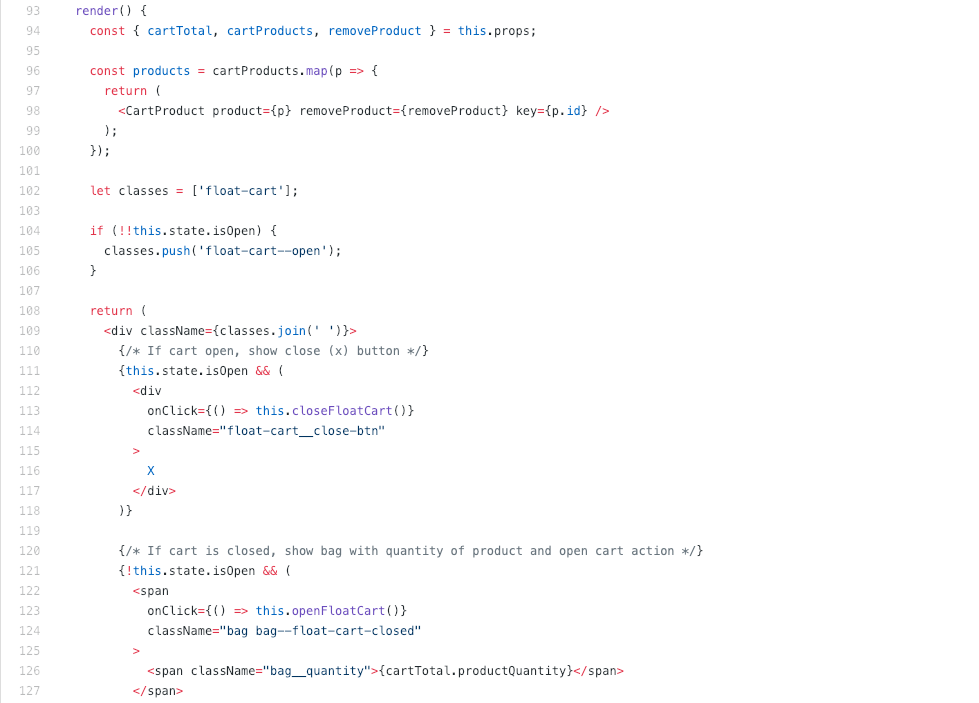 93 render() {
94 const { cartTotal, cartProducts, removeProduct } = this.props;
95
96 const products = cartProducts.map(p => {
97 return (
98 <CartProduct product={p} removeProduct={removeProduct} key={p.id} />
99 );
100 });
101
102 let classes = ['float-cart'];
103
104 if (!!this.state.isOpen) {
105 classes.push('float-cart--open');
106 }
107
108 return (
109 <div className={classes.join(' ')}>
110 {/* If cart open, show close (x) button */}
111 {this.state.isOpen && (
112 <div
113 onClick={() => this.closeFloatCart()}
114 className="float-cart__close-btn"
115 >
116 X
117 </div>
118 )}
119
120 {/* If cart is closed, show bag with quantity of product and open cart action */}
121 {!this.state.isOpen && (
122 <span
123 onClick={() => this.openFloatCart()}
124 className="bag bag--float-cart-closed"
125 >
126 <span className="bag__quantity">{cartTotal.productQuantity}</span>
127 </span>